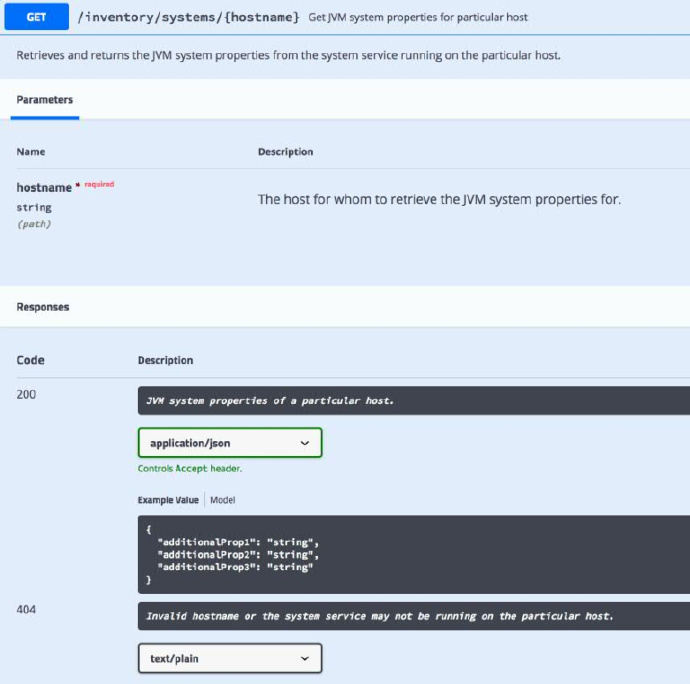 GET /inventory/systems/{hostname} Get JVM system properties for particular host
Retrieves and returns the JVM system properties from the system service running on the particular host.
Parameters
Name Description
hostname * required
string
(path)
The host for whom to retrieve the JVM system properties for.
Responses
Code Description
200
JVM system properties of a particular host.
application/json
Controls Accept header.
Example Value Model
{
  "additionalProp1": "string",
  "additionalProp2": "string",
  "additionalProp3": "string"
}
404
Invalid hostname or the system service may not be running on the particular host.
text/plain